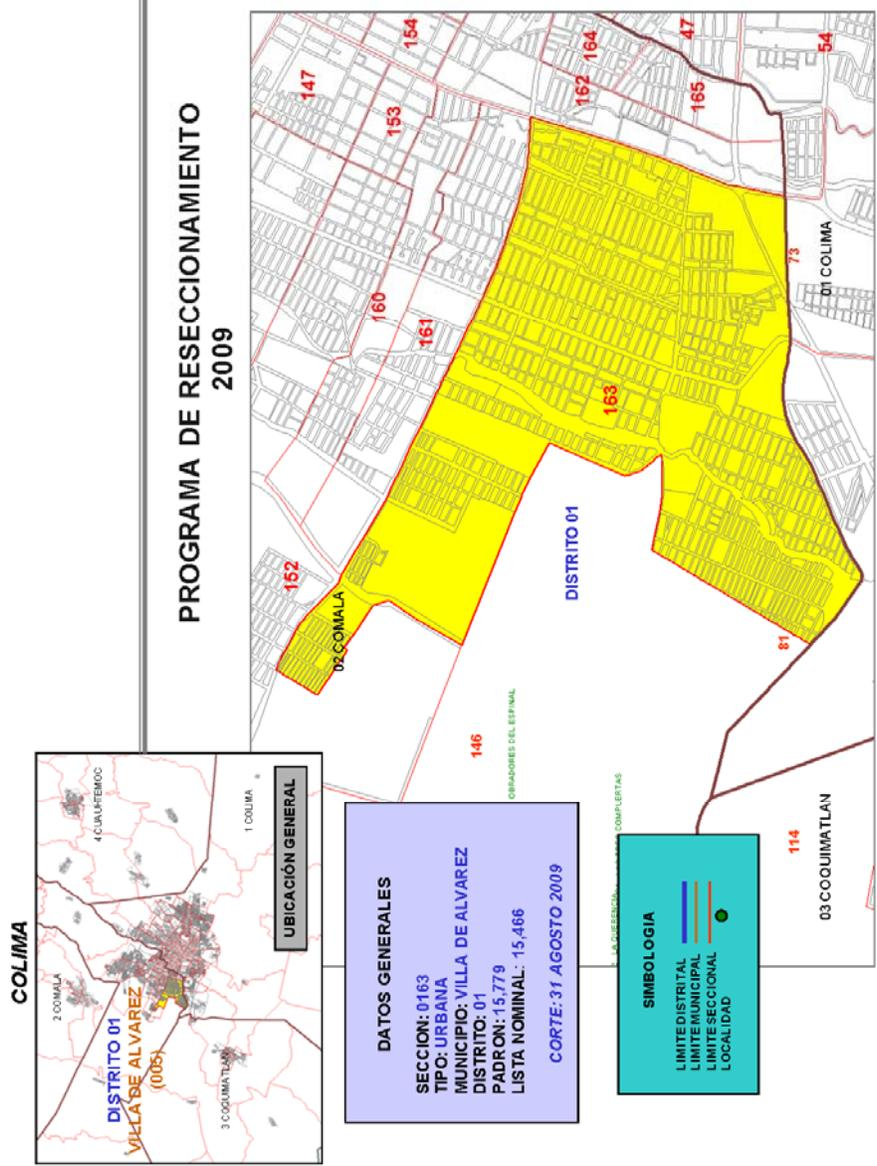 COLIMA
PROGRAMA DE RESECCIONAMIENTO
2009
4 CUAUHTEMOC
2 COMALA
1 COLIMA
3 COQUIMATLAN
DISTRITO 01
VILLA DE ALVAREZ
(005)
UBICACIÓN GENERAL
DATOS GENERALES
SECCION: 0163
TIPO: URBANA
MUNICIPIO: VILLA DE ALVAREZ
DISTRITO: 01
PADRON: 15,779
LISTA NOMINAL: 15,466
CORTE: 31 AGOSTO 2009
SIMBOLOGIA
LIMITE DISTRITAL
LIMITE MUNICIPAL
LIMITE SECCIONAL
LOCALIDAD
147
154
153
164
162
47
165
54
160
161
163
73
01 COLIMA
152
02 COMALA
DISTRITO 01
81
146
OBRADORES DEL ESPINAL
LA QUERENCIA
COMPUERTAS
114
03 COQUIMATLAN